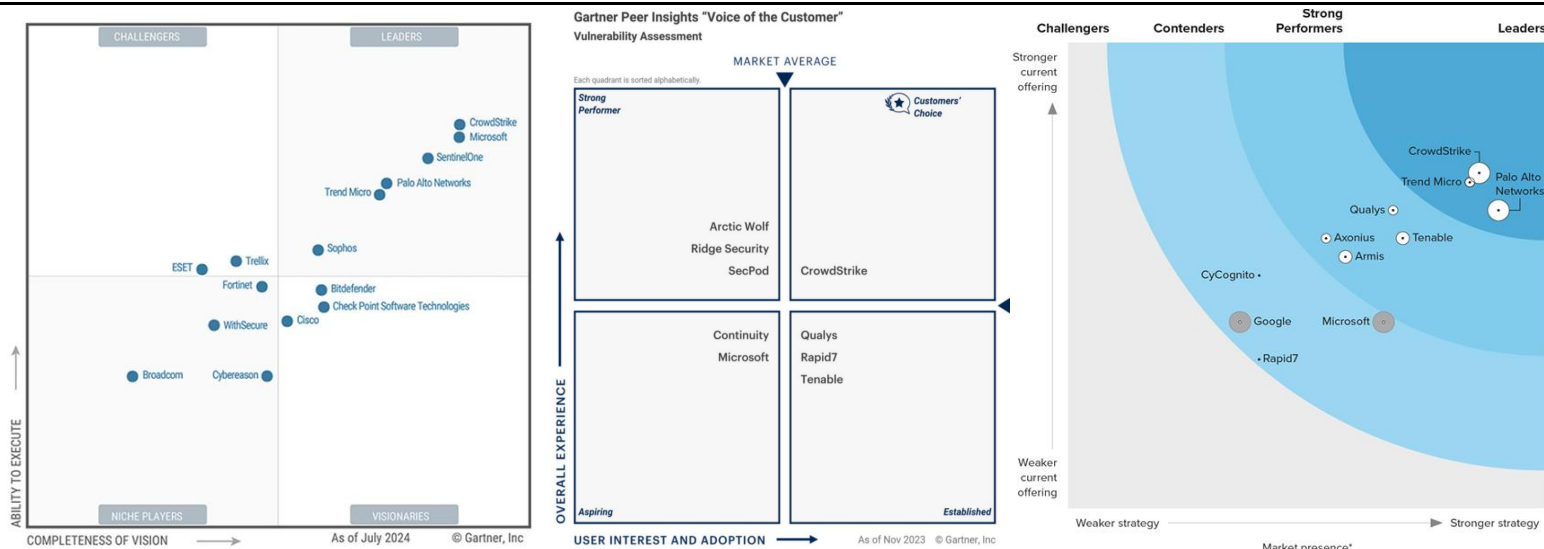 CHALLENGERS
LEADERS
CrowdStrike
Microsoft
SentinelOne
Palo Alto Networks
Trend Micro
Sophos
Trellix
ESET
Fortinet
Bitdefender
Check Point Software Technologies
Cisco
WithSecure
Broadcom
Cybereason
NICHE PLAYERS
VISIONARIES
ABILITY TO EXECUTE
COMPLETENESS OF VISION
As of July 2024
© Gartner, Inc
Gartner Peer Insights “Voice of the Customer”
Vulnerability Assessment
MARKET AVERAGE
Each quadrant is sorted alphabetically.
Strong
Performer
Customers’
Choice
Arctic Wolf
Ridge Security
SecPod
CrowdStrike
Continuity
Microsoft
Qualys
Rapid7
Tenable
Aspiring
Established
OVERALL EXPERIENCE
USER INTEREST AND ADOPTION
As of Nov 2023 © Gartner, Inc
Challengers
Contenders
Strong
Performers
Leaders
Stronger
current
offering
CrowdStrike
Trend Micro
Palo Alto
Networks
Qualys
Axonius
Tenable
Armis
CyCognito
Google
Microsoft
Rapid7
Weaker
current
offering
Weaker strategy
Stronger strategy
Market presence*